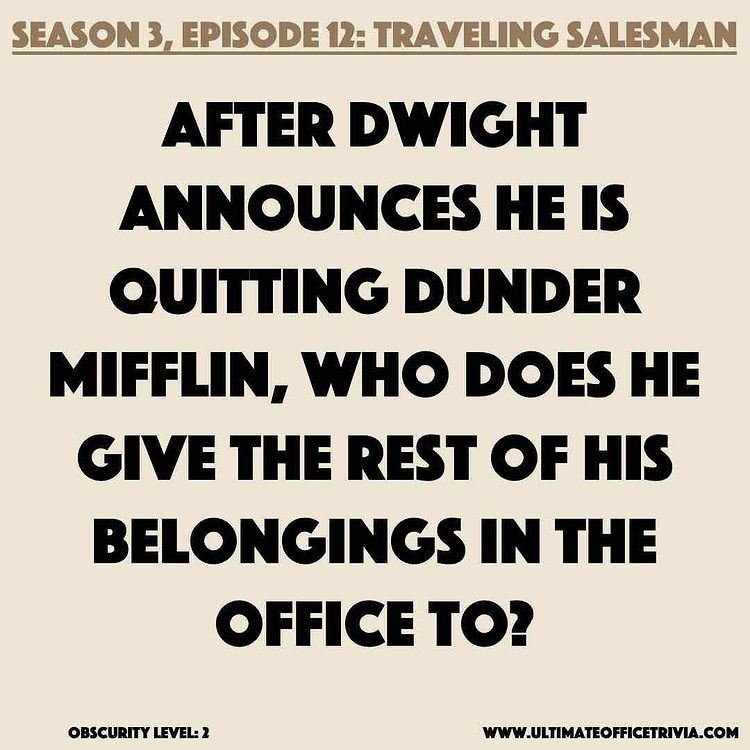 SEASON 3, EPISODE 12: TRAVELING SALESMAN
AFTER DWIGHT
ANNOUNCES HE IS
QUITTING DUNDER
MIFFLIN, WHO DOES HE
GIVE THE REST OF HIS
BELONGINGS IN THE
OFFICE TO?
OBSCURITY LEVEL: 2
WWW.ULTIMATEOFFICETRIVIA.COM